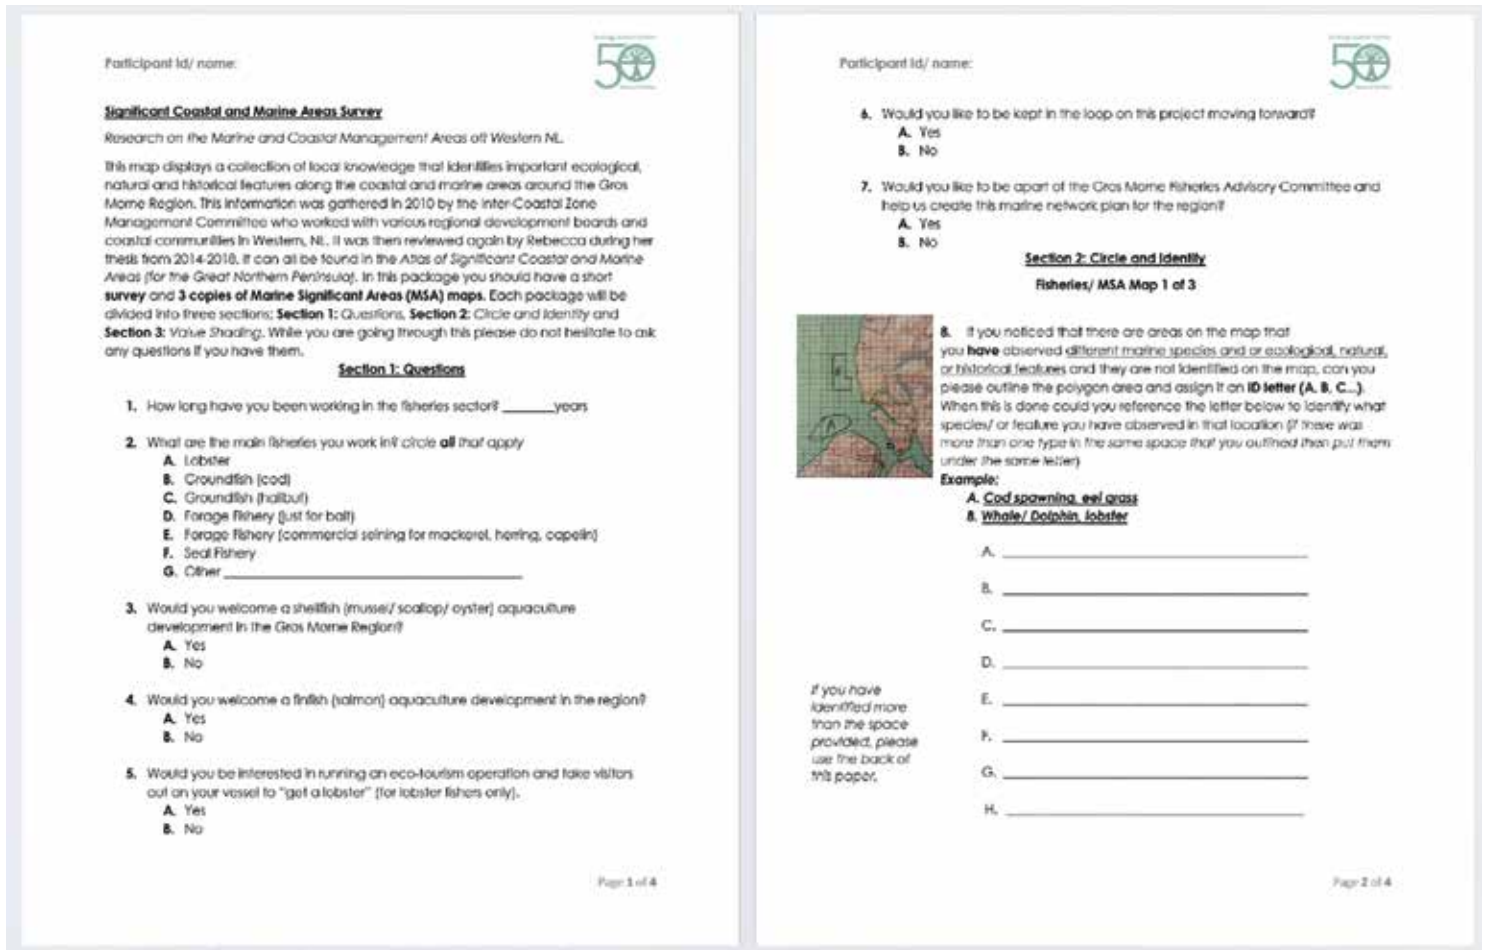 Participant Id/ name:
50
Significant Coastal and Marine Areas Survey
Research on the Marine and Coastal Management Areas off Western NL.
This map displays a collection of local knowledge that identifies important ecological,
natural and historical features along the coastal and marine areas around the Gros
Morne Region. This information was gathered in 2010 by the Inter-Coastal Zone
Management Committee who worked with various regional development boards and
coastal communities in Western, NL. It was then reviewed again by Rebecca during her
thesis from 2014-2018. It can all be found in the Atlas of Significant Coastal and Marine
Areas (for the Great Northern Peninsula). In this package you should have a short
survey and 3 copies of Marine Significant Areas (MSA) maps. Each package will be
divided into three sections; Section 1: Questions, Section 2: Circle and Identify and
Section 3: Value Shading. While you are going through this please do not hesitate to ask
any questions if you have them.
Section 1: Questions
1. How long have you been working in the fisheries sector? _______years
2. What are the main fisheries you work in? circle all that apply
A. Lobster
B. Groundfish (cod)
C. Groundfish (halibut)
D. Forage Fishery (just for bait)
E. Forage fishery (commercial seining for mackerel, herring, capelin)
F. Seal Fishery
G. Other ______________________________
3. Would you welcome a shellfish (mussel/ scallop/ oyster) aquaculture
development in the Gros Morne Region?
A. Yes
B. No
4. Would you welcome a finfish (salmon) aquaculture development in the region?
A. Yes
B. No
5. Would you be interested in running an eco-tourism operation and take visitors
out on your vessel to "get a lobster" (for lobster fishers only).
A. Yes
B. No
Page 1 of 4
Participant Id/ name:
50
6. Would you like to be kept in the loop on this project moving forward?
A. Yes
B. No
7. Would you like to be apart of the Gros Morne Fisheries Advisory Committee and
help us create this marine network plan for the region?
A. Yes
B. No
Section 2: Circle and Identify
Fisheries/ MSA Map 1 of 3
8. If you noticed that there are areas on the map that
you have observed different marine species and or ecological, natural,
or historical features and they are not identified on the map, can you
please outline the polygon area and assign it an ID letter (A, B, C...).
When this is done could you reference the letter below to identify what
species/ or feature you have observed in that location (if there was
more than one type in the same space that you outlined then put them
under the same letter)
Example:
A. Cod spawning, eel grass
B. Whale/ Dolphin, lobster
A. ______________________________
B. ______________________________
C. ______________________________
D. ______________________________
E. ______________________________
F. ______________________________
G. ______________________________
H. ______________________________
If you have
identified more
than the space
provided, please
use the back of
this paper.
Page 2 of 4